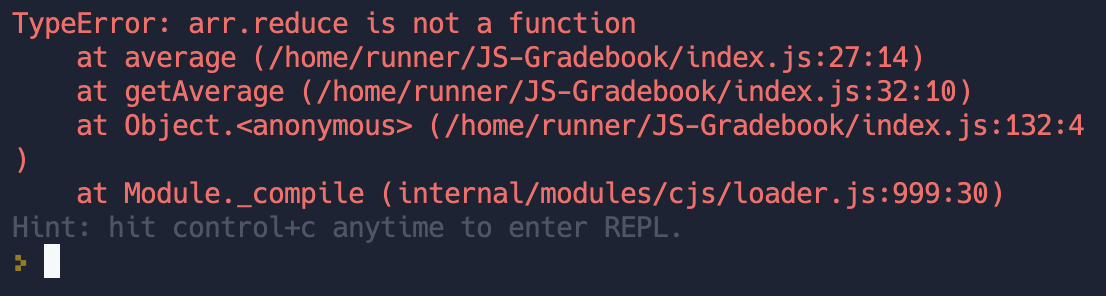 TypeError: arr.reduce is not a function
    at average (/home/runner/JS-Gradebook/index.js:27:14)
    at getAverage (/home/runner/JS-Gradebook/index.js:32:10)
    at Object.<anonymous> (/home/runner/JS-Gradebook/index.js:132:4
)
    at Module._compile (internal/modules/cjs/loader.js:999:30)
Hint: hit control+c anytime to enter REPL.
>